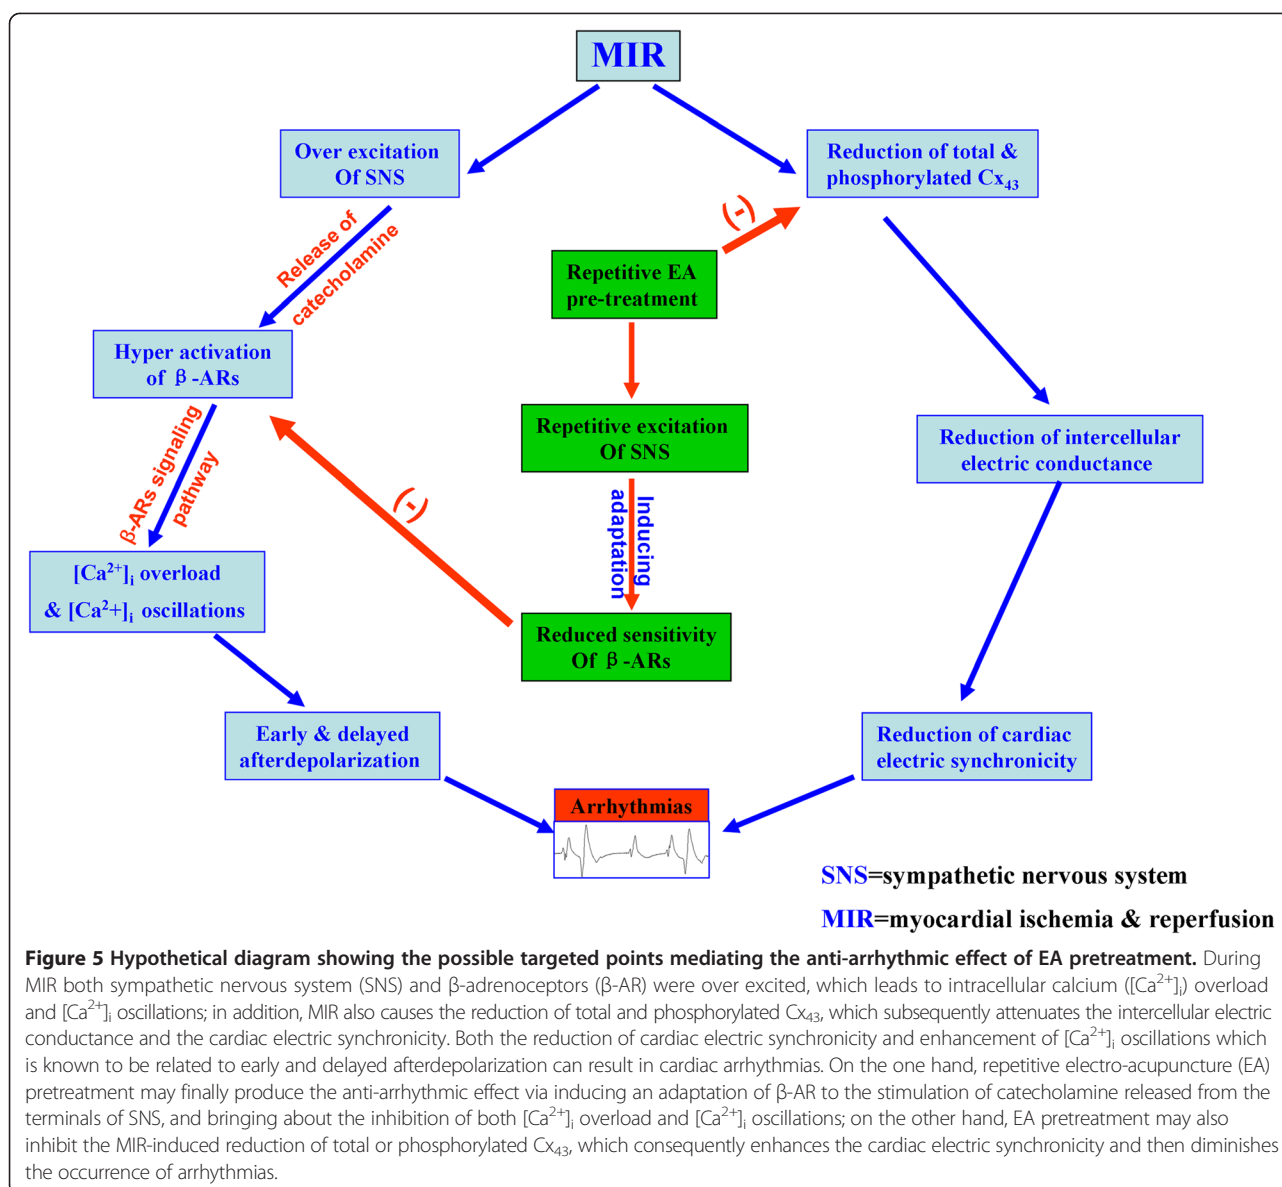 MIR
Over excitation
Of SNS
Reduction of total &
phosphorylated Cx₄₃
Release of
catecholamine
(-)
Repetitive EA
pre-treatment
Hyper activation
of β-ARs
Repetitive excitation
Of SNS
Reduction of intercellular
electric conductance
β-ARs signaling
pathway
(-)
Inducing
adaptation
[Ca²⁺]ᵢ overload
& [Ca²+]ᵢ oscillations
Reduced sensitivity
Of β-ARs
Early & delayed
afterdepolarization
Reduction of cardiac
electric synchronicity
Arrhythmias
SNS=sympathetic nervous system
MIR=myocardial ischemia & reperfusion
Figure 5 Hypothetical diagram showing the possible targeted points mediating the anti-arrhythmic effect of EA pretreatment. During
MIR both sympathetic nervous system (SNS) and β-adrenoceptors (β-AR) were over excited, which leads to intracellular calcium ([Ca²⁺]ᵢ) overload
and [Ca²⁺]ᵢ oscillations; in addition, MIR also causes the reduction of total and phosphorylated Cx₄₃, which subsequently attenuates the intercellular electric
conductance and the cardiac electric synchronicity. Both the reduction of cardiac electric synchronicity and enhancement of [Ca²⁺]ᵢ oscillations which
is known to be related to early and delayed afterdepolarization can result in cardiac arrhythmias. On the one hand, repetitive electro-acupuncture (EA)
pretreatment may finally produce the anti-arrhythmic effect via inducing an adaptation of β-AR to the stimulation of catecholamine released from the
terminals of SNS, and bringing about the inhibition of both [Ca²⁺]ᵢ overload and [Ca²⁺]ᵢ oscillations; on the other hand, EA pretreatment may also
inhibit the MIR-induced reduction of total or phosphorylated Cx₄₃, which consequently enhances the cardiac electric synchronicity and then diminishes
the occurrence of arrhythmias.